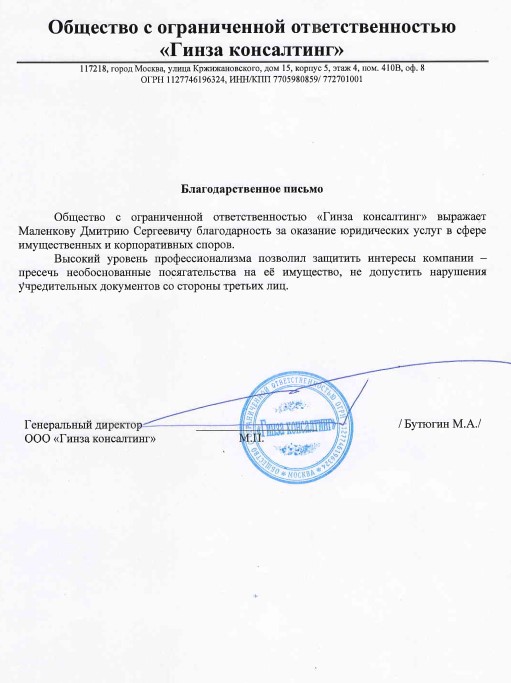 Общество с ограниченной ответственностью
«Гинза консалтинг»
117218, город Москва, улица Кржижановского, дом 15, корпус 5, этаж 4, пом. 410В, оф. 8
ОГРН 1127746196324, ИНН/КПП 7705980859/ 772701001
Благодарственное письмо
Общество с ограниченной ответственностью «Гинза консалтинг» выражает
Маленкову Дмитрию Сергеевичу благодарность за оказание юридических услуг в сфере
имущественных и корпоративных споров.
Высокий уровень профессионализма позволил защитить интересы компании –
пресечь необоснованные посягательства на её имущество, не допустить нарушения
учредительных документов со стороны третьих лиц.
Генеральный директор
ООО «Гинза консалтинг»
М.П.
/ Бутюгин М.А./
ОБЩЕСТВО С ОГРАНИЧЕННОЙ ОТВЕТСТВЕННОСТЬЮ ОГРН 1127746196324
«Гинза консалтинг»
* МОСКВА *